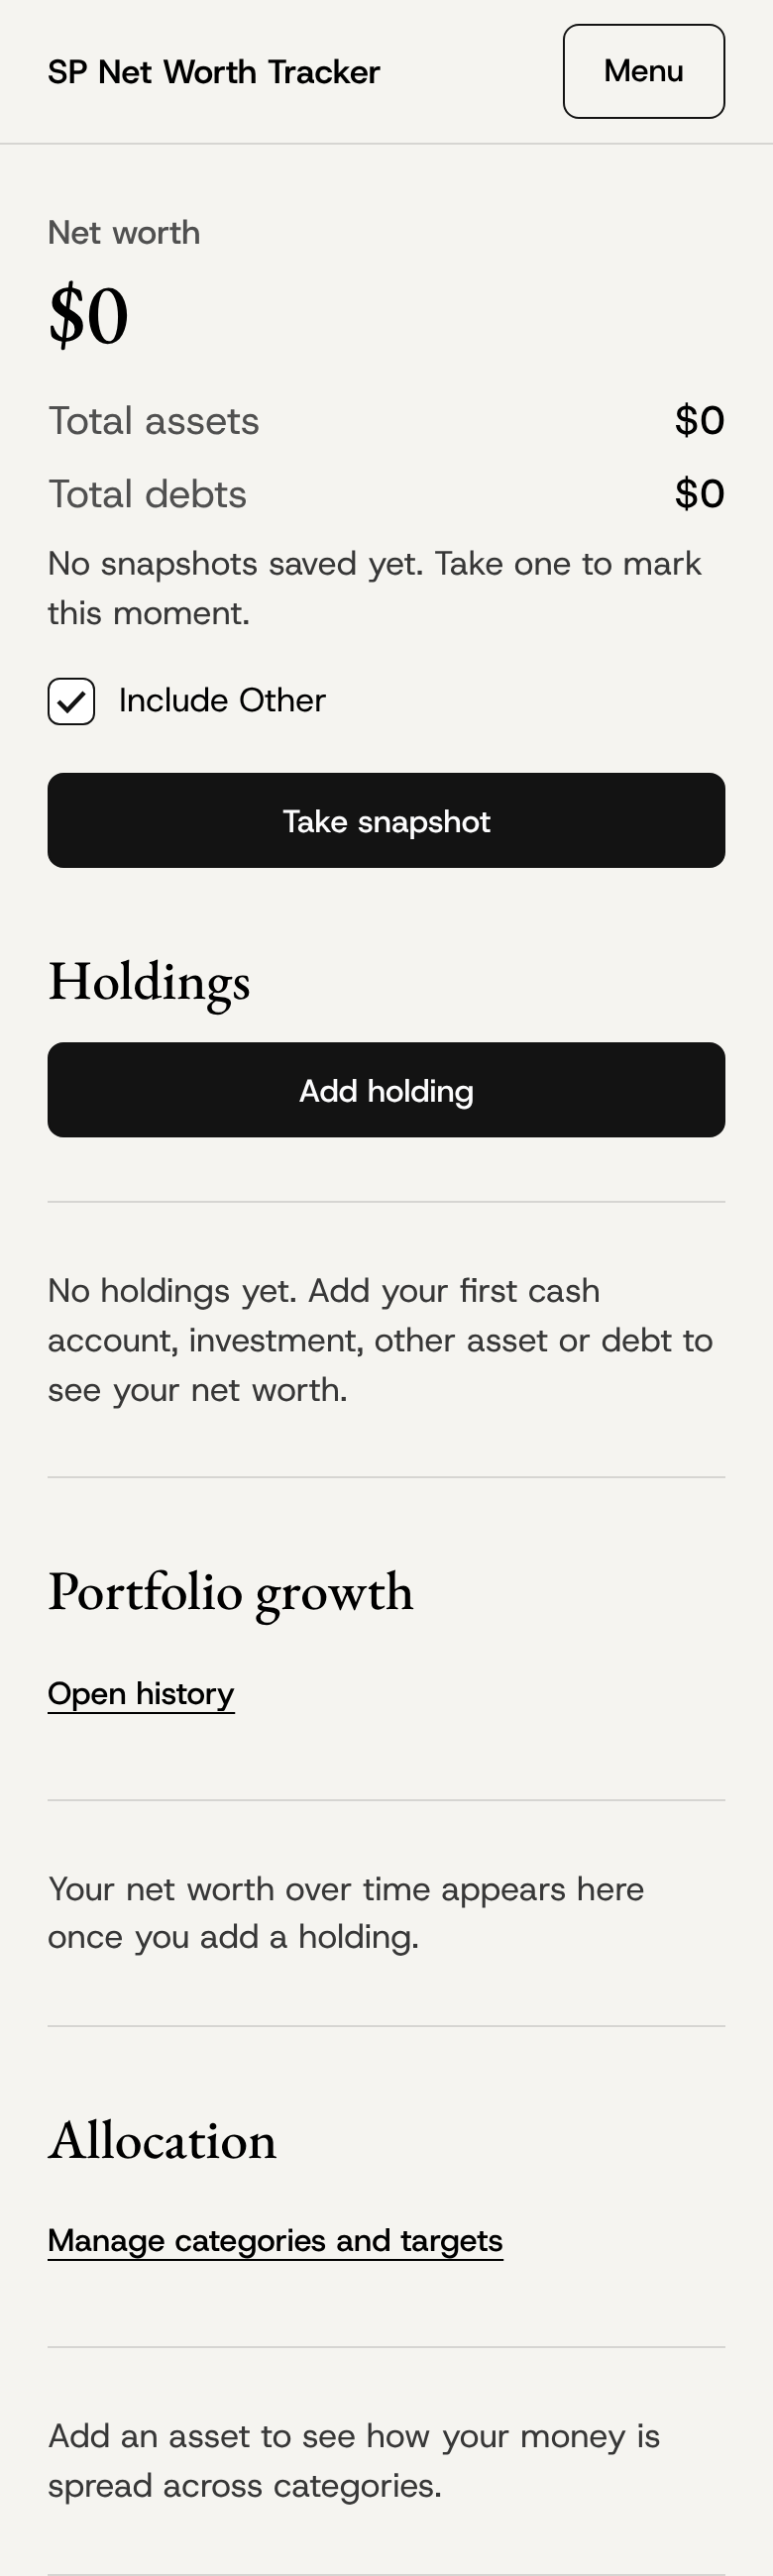 SP Net Worth Tracker
Menu
Net worth
$0
Total assets $0
Total debts $0
No snapshots saved yet. Take one to mark
this moment.
Include Other
Take snapshot
Holdings
Add holding
No holdings yet. Add your first cash
account, investment, other asset or debt to
see your net worth.
Portfolio growth
Open history
Your net worth over time appears here
once you add a holding.
Allocation
Manage categories and targets
Add an asset to see how your money is
spread across categories.